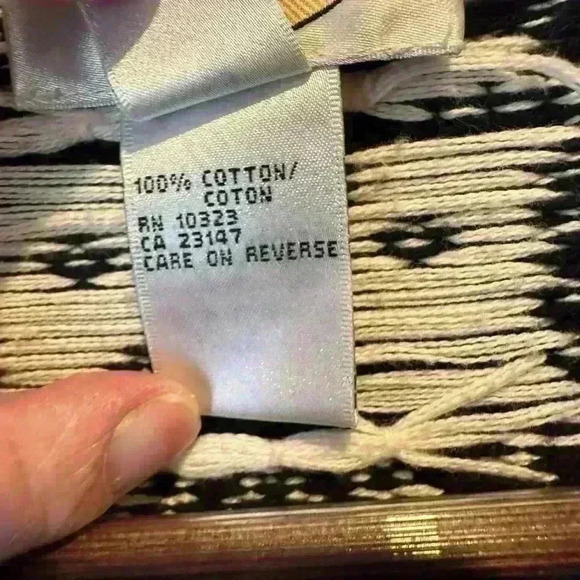 100% COTTON/
COTON
RN 10323
CA 23147
CARE ON REVERSE